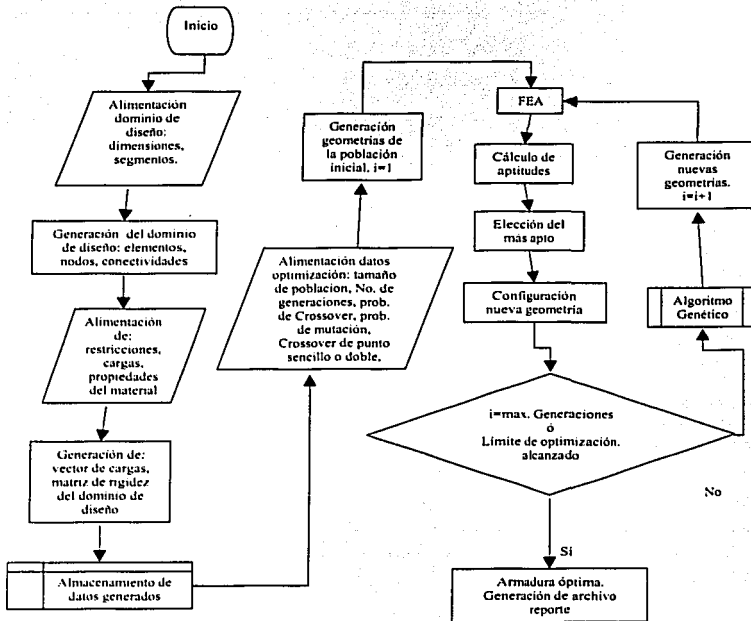 Inicio
Alimentación
dominio de
diseño:
dimensiones,
segmentos.
Generación del dominio
de diseño: elementos,
nodos, conectividades
Alimentación
de:
restricciones,
cargas,
propiedades
del material
Generación de:
vector de cargas,
matriz de rigidez
del dominio de
diseño
Almacenamiento de
datos generados
Alimentación datos
optimización: tamaño
de poblacion, No. de
generaciones, prob.
de Crossover, prob.
de mutación,
Crossover de punto
sencillo o doble,
Generación
geometrías de
la población
inicial. i=1
FEA
Cálculo de
aptitudes
Elección del
más apto
Configuración
nueva geometría
i=max. Generaciones
ó
Límite de optimización.
alcanzado
No
Algoritmo
Genético
Generación
nuevas
geometrías.
i=i+1
Sí
Armadura óptima.
Generación de archivo
reporte